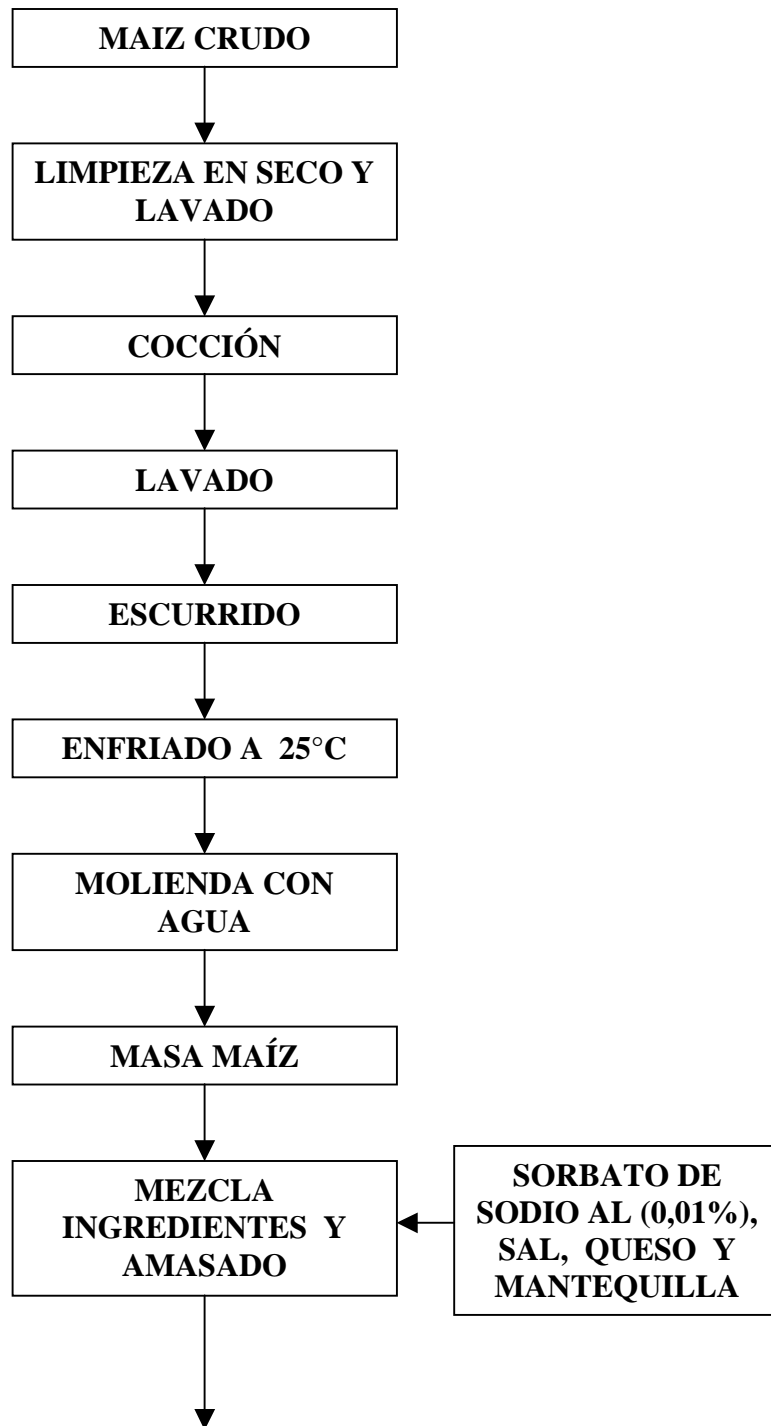 MAIZ CRUDO
LIMPIEZA EN SECO Y
LAVADO
COCCIÓN
LAVADO
ESCURRIDO
ENFRIADO A 25°C
MOLIENDA CON
AGUA
MASA MAÍZ
MEZCLA
INGREDIENTES Y
AMASADO
SORBATO DE
SODIO AL (0,01%),
SAL, QUESO Y
MANTEQUILLA